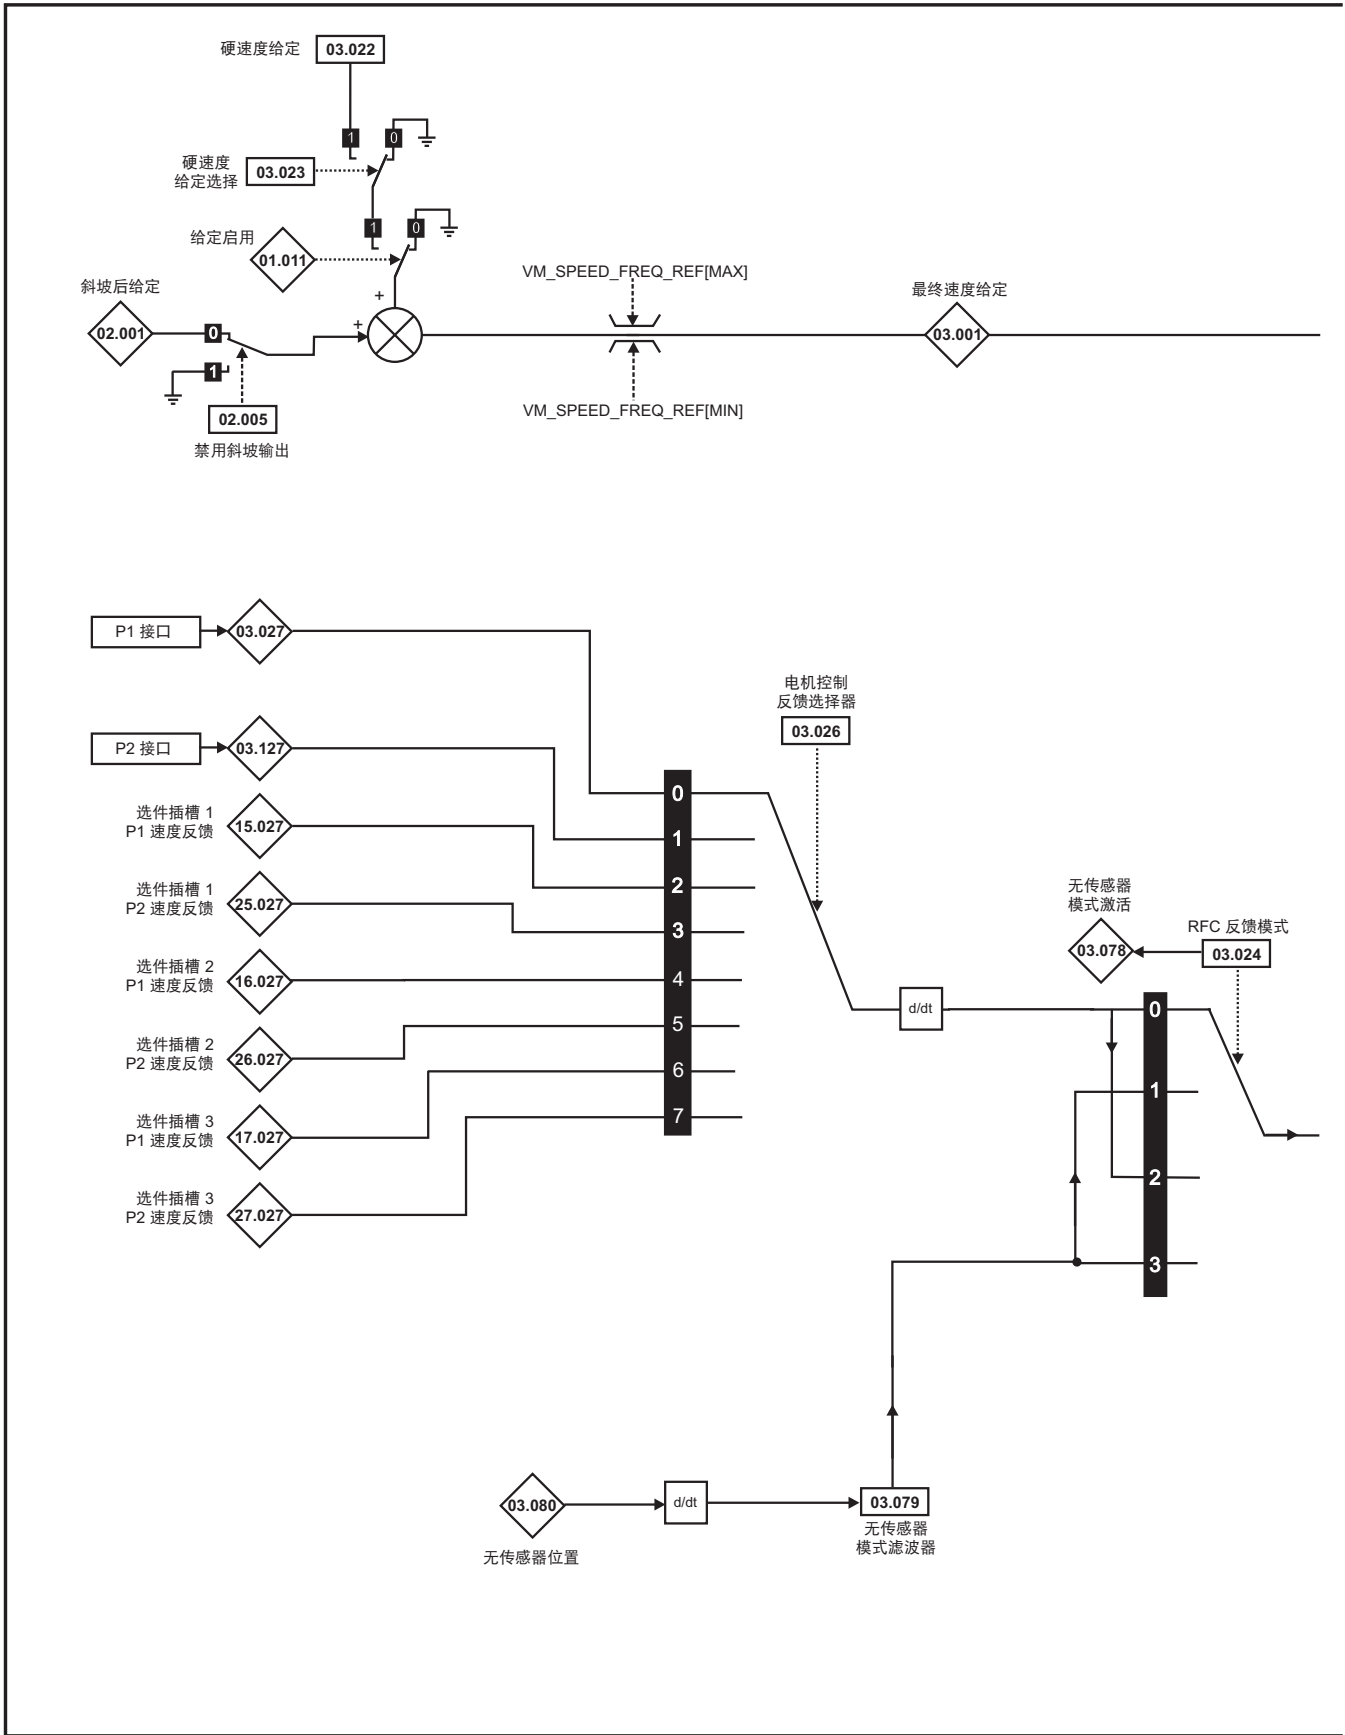 硬速度给定
03.022
1
0
硬速度
给定选择
03.023
1
0
给定启用
01.011
VM_SPEED_FREQ_REF[MAX]
斜坡后给定
最终速度给定
+
+
02.001
0
03.001
1
VM_SPEED_FREQ_REF[MIN]
02.005
禁用斜坡输出
P1 接口
03.027
电机控制
反馈选择器
03.026
P2 接口
03.127
0
选件插槽 1
P1 速度反馈
15.027
1
选件插槽 1
P2 速度反馈
25.027
2
3
无传感器
模式激活
03.078
RFC 反馈模式
03.024
选件插槽 2
P1 速度反馈
16.027
4
d/dt
0
选件插槽 2
P2 速度反馈
26.027
5
6
1
选件插槽 3
P1 速度反馈
17.027
7
2
选件插槽 3
P2 速度反馈
27.027
3
03.080
d/dt
03.079
无传感器
模式滤波器
无传感器位置